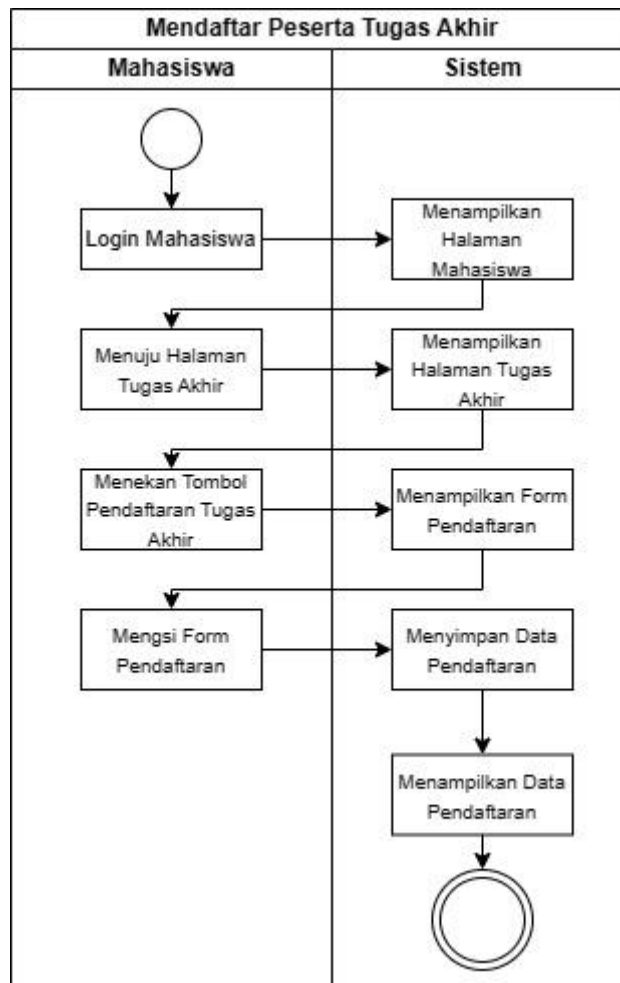 Mendaftar Peserta Tugas Akhir
Mahasiswa
Sistem
Login Mahasiswa
Menampilkan
Halaman
Mahasiswa
Menuju Halaman
Tugas Akhir
Menampilkan
Halaman Tugas
Akhir
Menekan Tombol
Pendaftaran Tugas
Akhir
Menampilkan Form
Pendaftaran
Mengsi Form
Pendaftaran
Menyimpan Data
Pendaftaran
Menampilkan Data
Pendaftaran